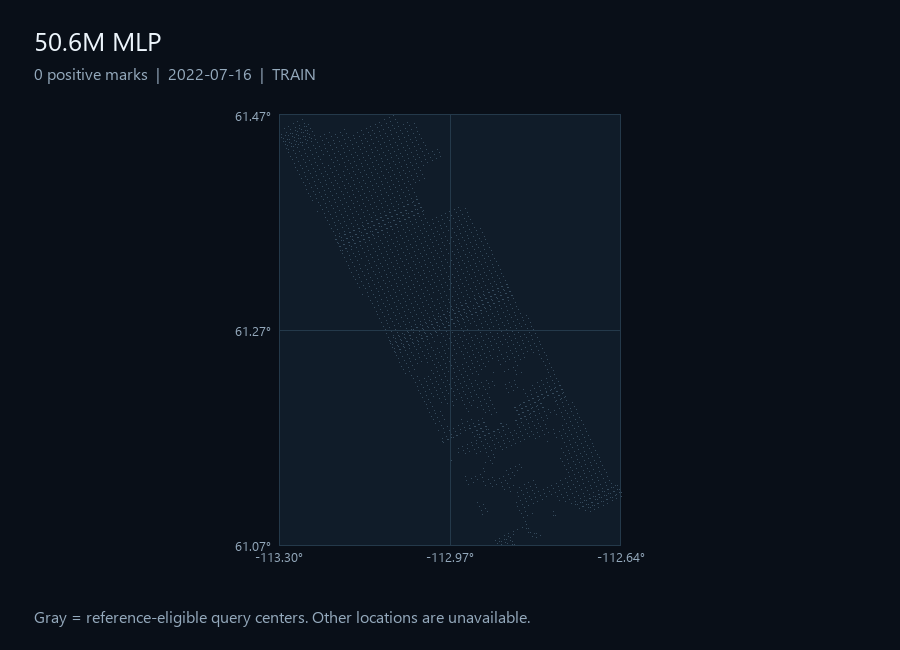 50.6M MLP
0 positive marks | 2022-07-16 | TRAIN
61.47°
61.27°
61.07°
-113.30° -112.97° -112.64°
Gray = reference-eligible query centers. Other locations are unavailable.